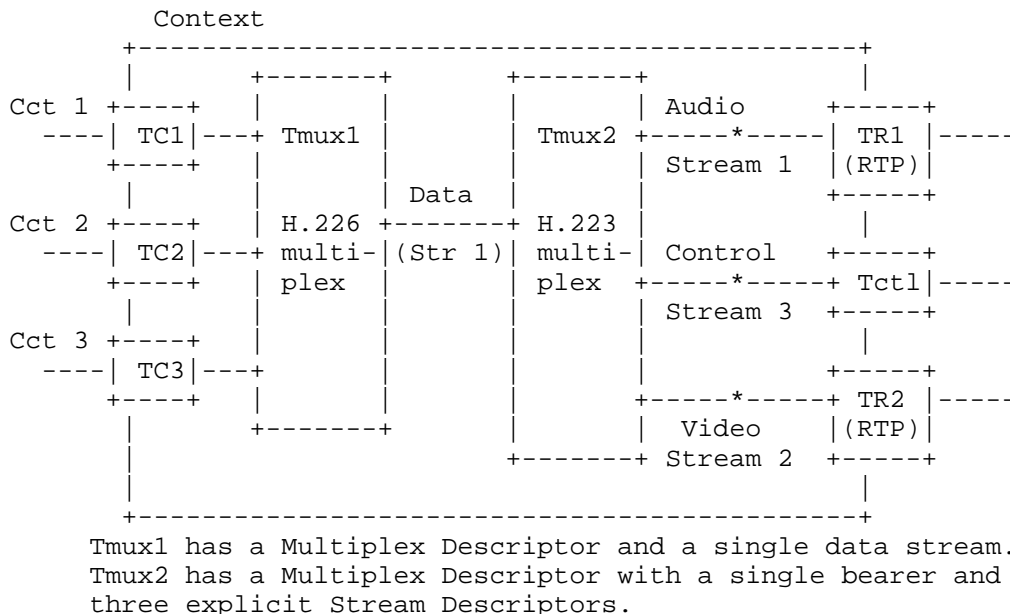 Context
+----------------------------------------------+
| +-------+ +-------+ |
Cct 1 +----+ | | | | Audio +-----+
----| TC1|---+ Tmux1 | | Tmux2 +-----*-----| TR1 |-----
+----+ | | | | Stream 1 |(RTP)|
| | | Data | | +-----+
Cct 2 +----+ | H.226 +-------+ H.223 | |
----| TC2|---+ multi-|(Str 1)| multi-| Control +-----+
+----+ | plex | | plex +-----*-----+ Tctl|-----
| | | | | Stream 3 +-----+
Cct 3 +----+ | | | | |
----| TC3|---+ | | | +-----+
+----+ | | | +-----*-----+ TR2 |-----
| +-------+ | | Video |(RTP)|
| +-------+ Stream 2 +-----+
| |
+----------------------------------------------+
Tmux1 has a Multiplex Descriptor and a single data stream.
Tmux2 has a Multiplex Descriptor with a single bearer and
three explicit Stream Descriptors.